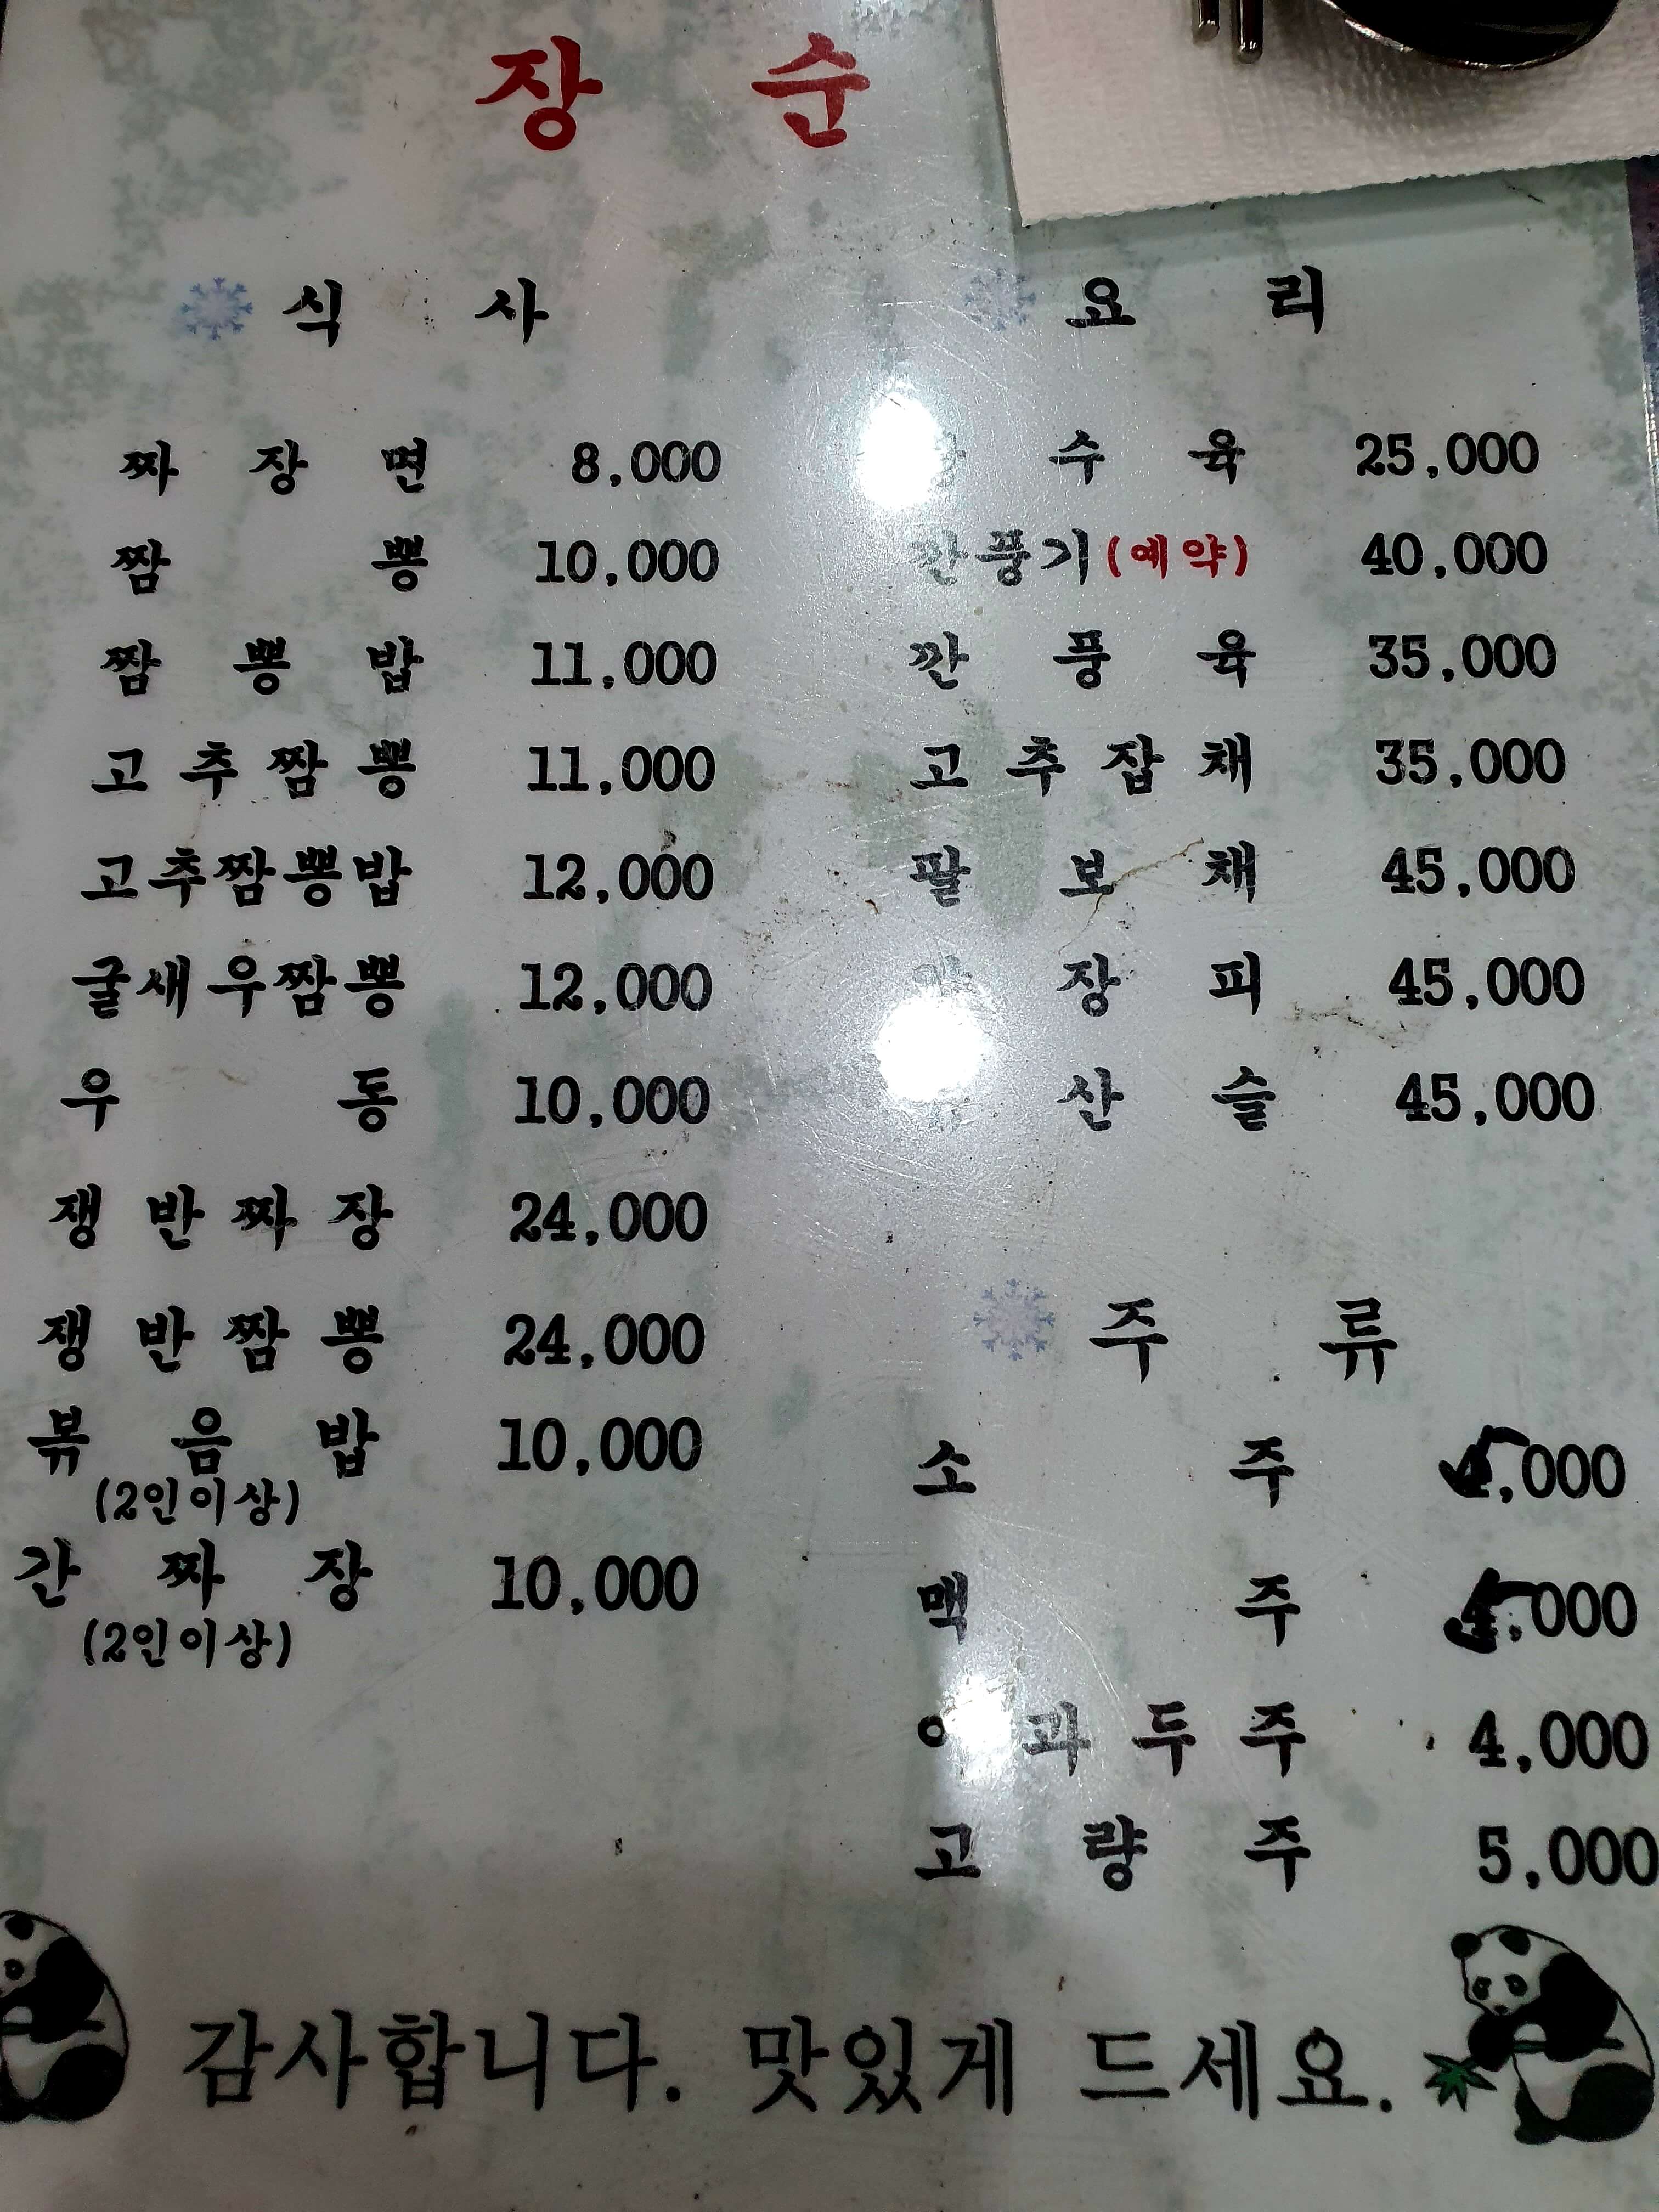 장 순
식 사
짜장면 8,000
짬뽕 10,000
짬뽕밥 11,000
고추짬뽕 11,000
고추짬뽕밥 12,000
굴새우짬뽕 12,000
우동 10,000
쟁반짜장 24,000
쟁반짬뽕 24,000
볶음밥 10,000
(2인이상)
간짜장 10,000
(2인이상)
요 리
수육 25,000
깐풍기(예약) 40,000
깐풍육 35,000
고추잡채 35,000
팔보채 45,000
장피 45,000
산슬 45,000
주 류
소주 5,000
맥주 5,000
과두주 4,000
고량주 5,000
감사합니다. 맛있게 드세요.